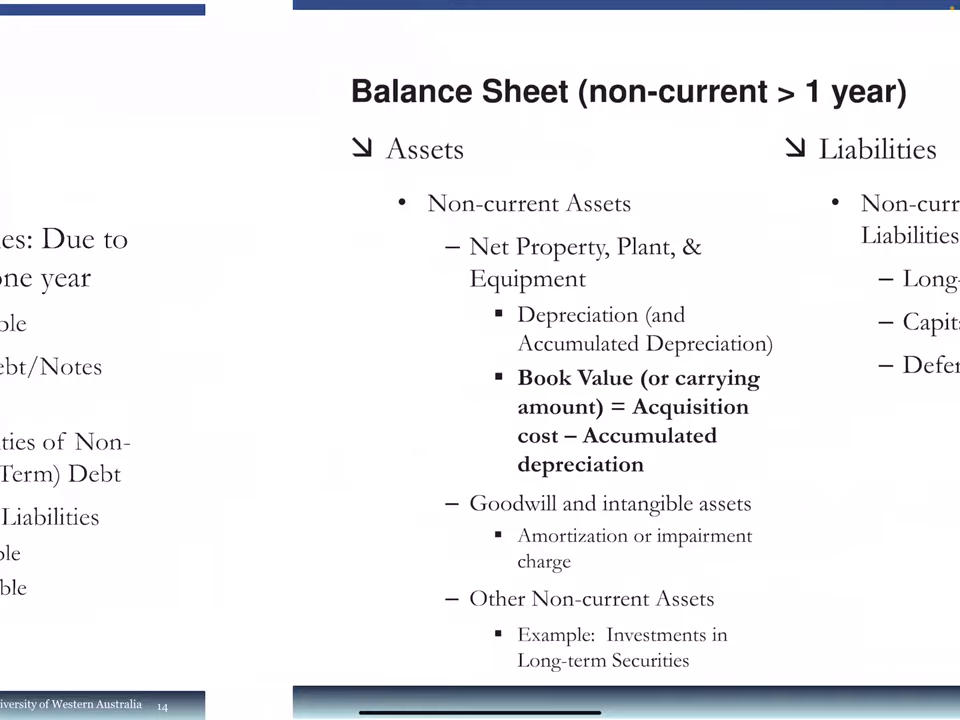 es: Due to
one year
ble
ebt/Notes
ities of Non-
Term) Debt
Liabilities
ble
ble
iversity of Western Australia 14
Balance Sheet (non-current > 1 year)
Assets
• Non-current Assets
– Net Property, Plant, &
Equipment
▪ Depreciation (and
Accumulated Depreciation)
▪ Book Value (or carrying
amount) = Acquisition
cost – Accumulated
depreciation
– Goodwill and intangible assets
▪ Amortization or impairment
charge
– Other Non-current Assets
▪ Example: Investments in
Long-term Securities
Liabilities
• Non-curr
Liabilities
– Long-
– Capit
– Defer